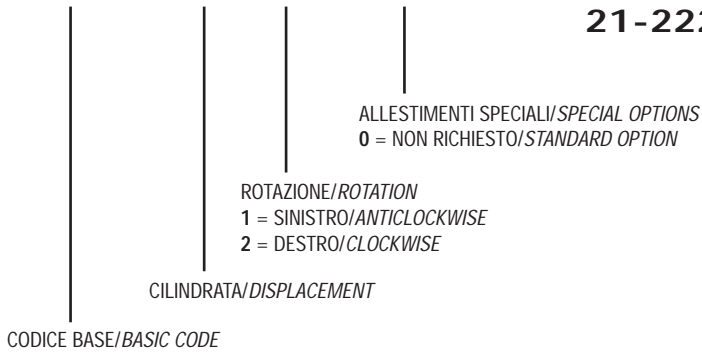 21-222
ALLESTIMENTI SPECIALI/SPECIAL OPTIONS
0 = NON RICHIESTO/STANDARD OPTION
ROTAZIONE/ROTATION
1 = SINISTRO/ANTICLOCKWISE
2 = DESTRO/CLOCKWISE
CILINDRATA/DISPLACEMENT
CODICE BASE/BASIC CODE